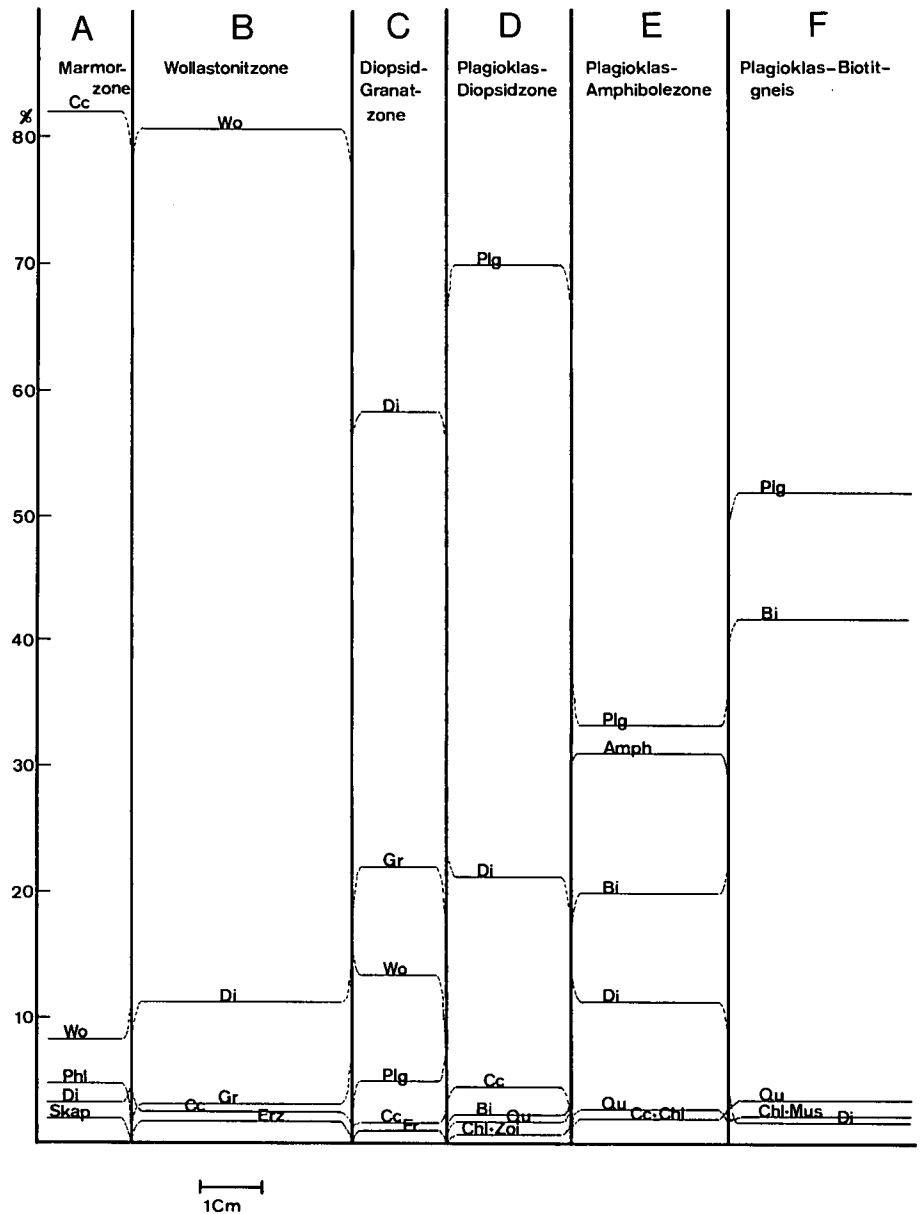 A
B
C
D
E
F
Marmor-
zone
Wollastonitzone
Diopsid-
Granat-
zone
Plagioklas-
Diopsidzone
Plagioklas-
Amphibolezone
Plagioklas-Biotit-
gneis
%
80
70
60
50
40
30
20
10
Cc
Wo
Phl
Di
Skap
Wo
Di
Gr
Cc
Erz
Di
Gr
Wo
Plg
Cc
Er
Plg
Di
Cc
Bi
Qu
Chl·Zoi
Plg
Amph
Bi
Di
Qu
Cc·Chl
Plg
Bi
Qu
Chl·Mus
Di
1Cm